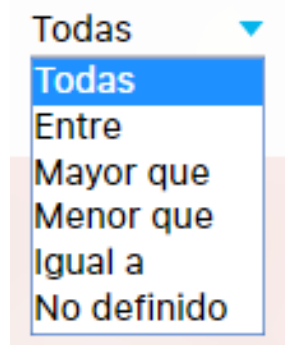 Todas
Todas
Entre
Mayor que
Menor que
Igual a
No definido